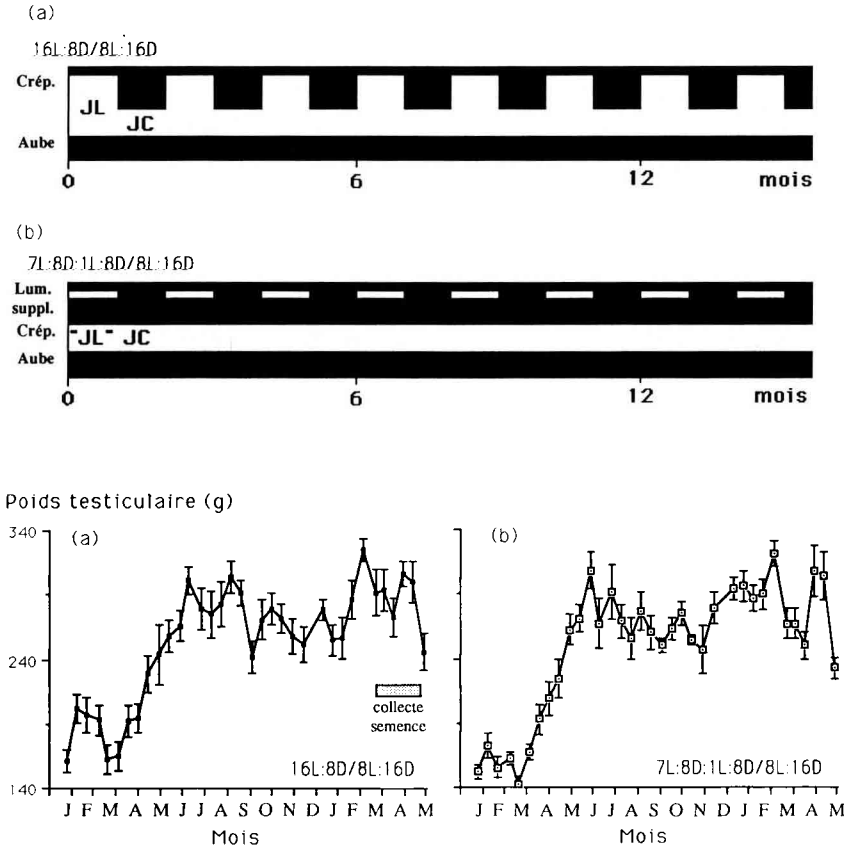 (a)
16L:8D/8L:16D
Crép.
JL
JC
Aube
0 6 12 mois
(b)
7L:8D:1L:8D/8L:16D
Lum.
suppl.
Crép.
-JL- JC
Aube
0 6 12 mois
Poids testiculaire (g)
340
(a)
240
collecte
semence
16L:8D/8L:16D
140
J F M A M J J A S O N D J F M A M
Mois
(b)
7L:8D:1L:8D/8L:16D
J F M A M J J A S O N D J F M A M
Mois